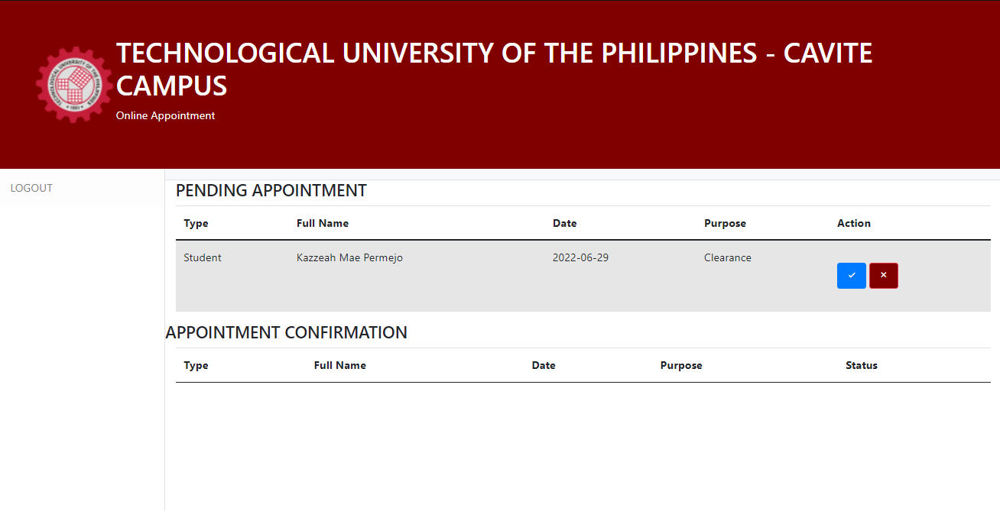 TECHNOLOGICAL UNIVERSITY OF THE PHILIPPINES - CAVITE
CAMPUS
TECHNOLOGICAL UNIVERSITY OF THE PHILIPPINES
Online Appointment
LOGOUT
PENDING APPOINTMENT
Type Full Name Date Purpose Action
Student Kazzeah Mae Permejo 2022-06-29 Clearance
APPOINTMENT CONFIRMATION
Type Full Name Date Purpose Status